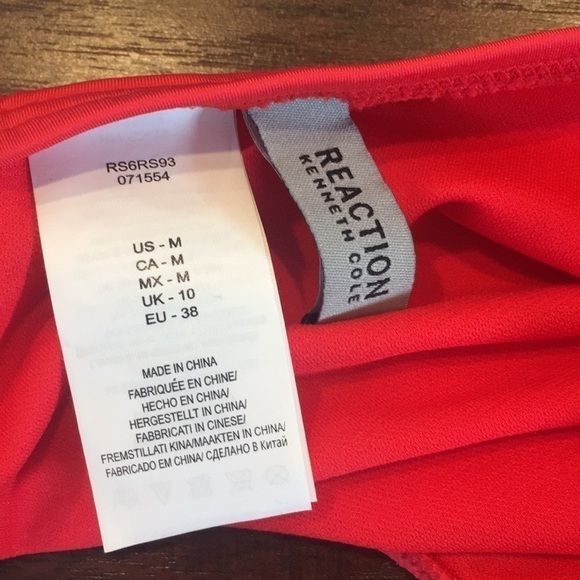 RS6RS93
071554
US - M
CA - M
MX - M
UK - 10
EU - 38
MADE IN CHINA
FABRIQUÉE EN CHINE/
HECHO EN CHINA/
HERGESTELLT IN CHINA/
FABBRICATI IN CINESE/
FREMSTILLATI KINA/MAAKTEN IN CHINA/
FABRICADO EM CHINA/ СДЕЛАНО В Китай
REACTION
KENNETH COLE